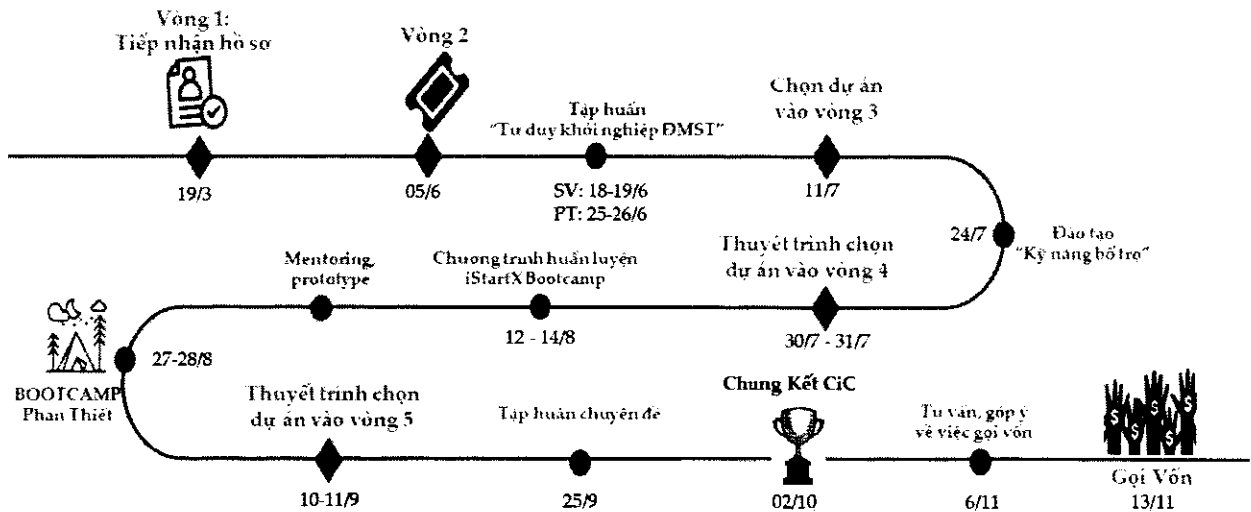 Vòng 1:
Tiếp nhận hồ sơ
19/3
Vòng 2
05/6
Tập huấn
"Tư duy khởi nghiệp ĐMST"
SV: 18-19/6
PT: 25-26/6
Chọn dự án
vào vòng 3
11/7
24/7
Đào tạo
"Kỹ năng bổ trợ"
Thuyết trình chọn
dự án vào vòng 4
30/7 - 31/7
Chương trình huấn luyện
iStartX Bootcamp
12 - 14/8
Mentoring,
prototype
27-28/8
BOOTCAMP
Phan Thiết
Thuyết trình chọn
dự án vào vòng 5
10-11/9
Tập huấn chuyên đề
25/9
Chung Kết CiC
02/10
Tư vấn, góp ý
về việc gọi vốn
6/11
Gọi Vốn
13/11
$
$
$
$